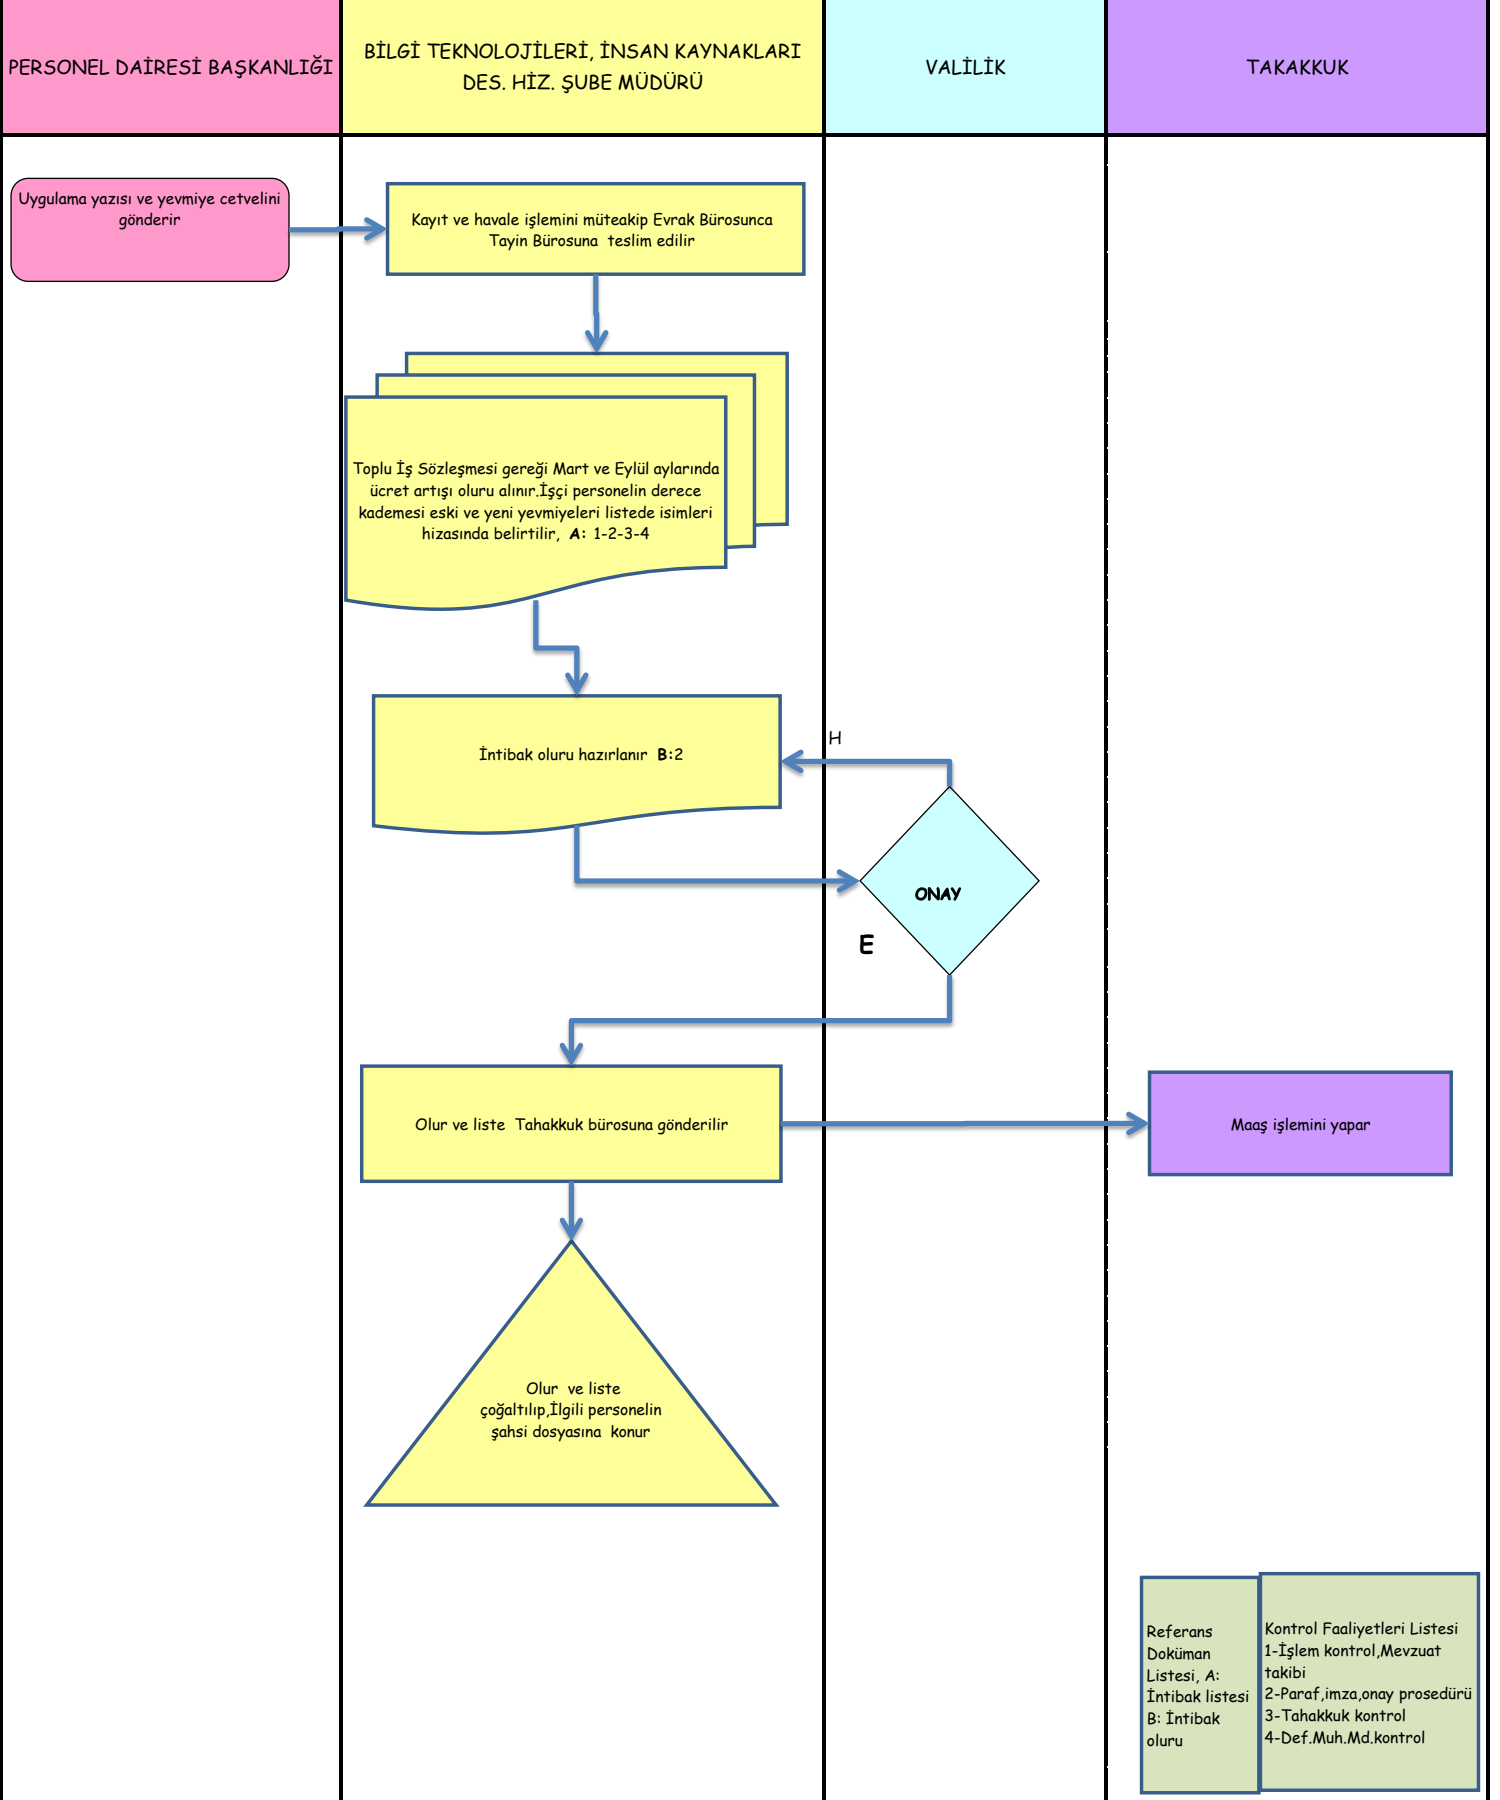 PERSONEL DAİRESİ BAŞKANLIĞI
BİLGİ TEKNOLOJİLERİ, İNSAN KAYNAKLARI
DES. HİZ. ŞUBE MÜDÜRÜ
VALİLİK
TAKAKKUK
Uygulama yazısı ve yevmiye cetvelini
gönderir
Kayıt ve havale işlemini müteakip Evrak Bürosunca
Tayin Bürosuna  teslim edilir
Toplu İş Sözleşmesi gereği Mart ve Eylül aylarında
ücret artışı oluru alınır.İşçi personelin derece
kademesi eski ve yeni yevmiyeleri listede isimleri
hizasında belirtilir,  A: 1-2-3-4
İntibak oluru hazırlanır  B:2
H
ONAY
E
Olur ve liste  Tahakkuk bürosuna gönderilir
Maaş işlemini yapar
Olur  ve liste
çoğaltılıp,İlgili personelin
şahsi dosyasına  konur
Referans
Doküman
Listesi, A:
İntibak listesi
B: İntibak
oluru
Kontrol Faaliyetleri Listesi
1-İşlem kontrol,Mevzuat
takibi
2-Paraf,imza,onay prosedürü
3-Tahakkuk kontrol
4-Def.Muh.Md.kontrol